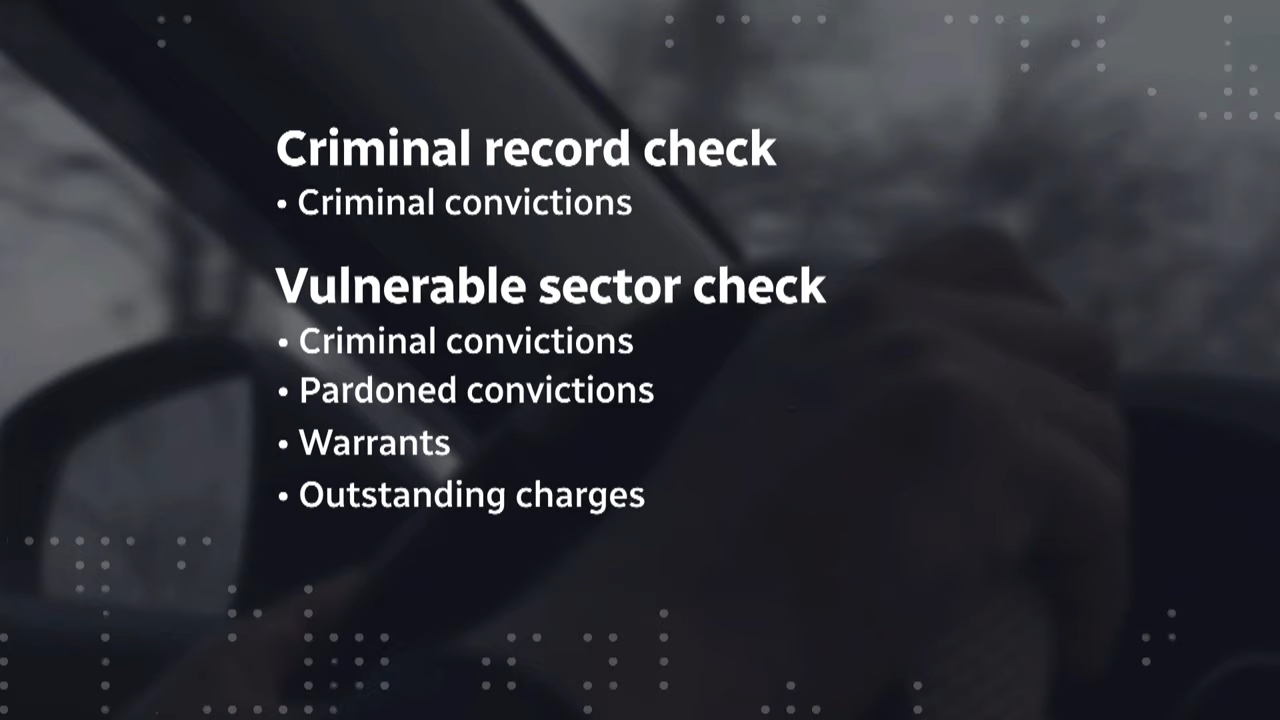 Criminal record check
• Criminal convictions
Vulnerable sector check
• Criminal convictions
• Pardoned convictions
• Warrants
• Outstanding charges